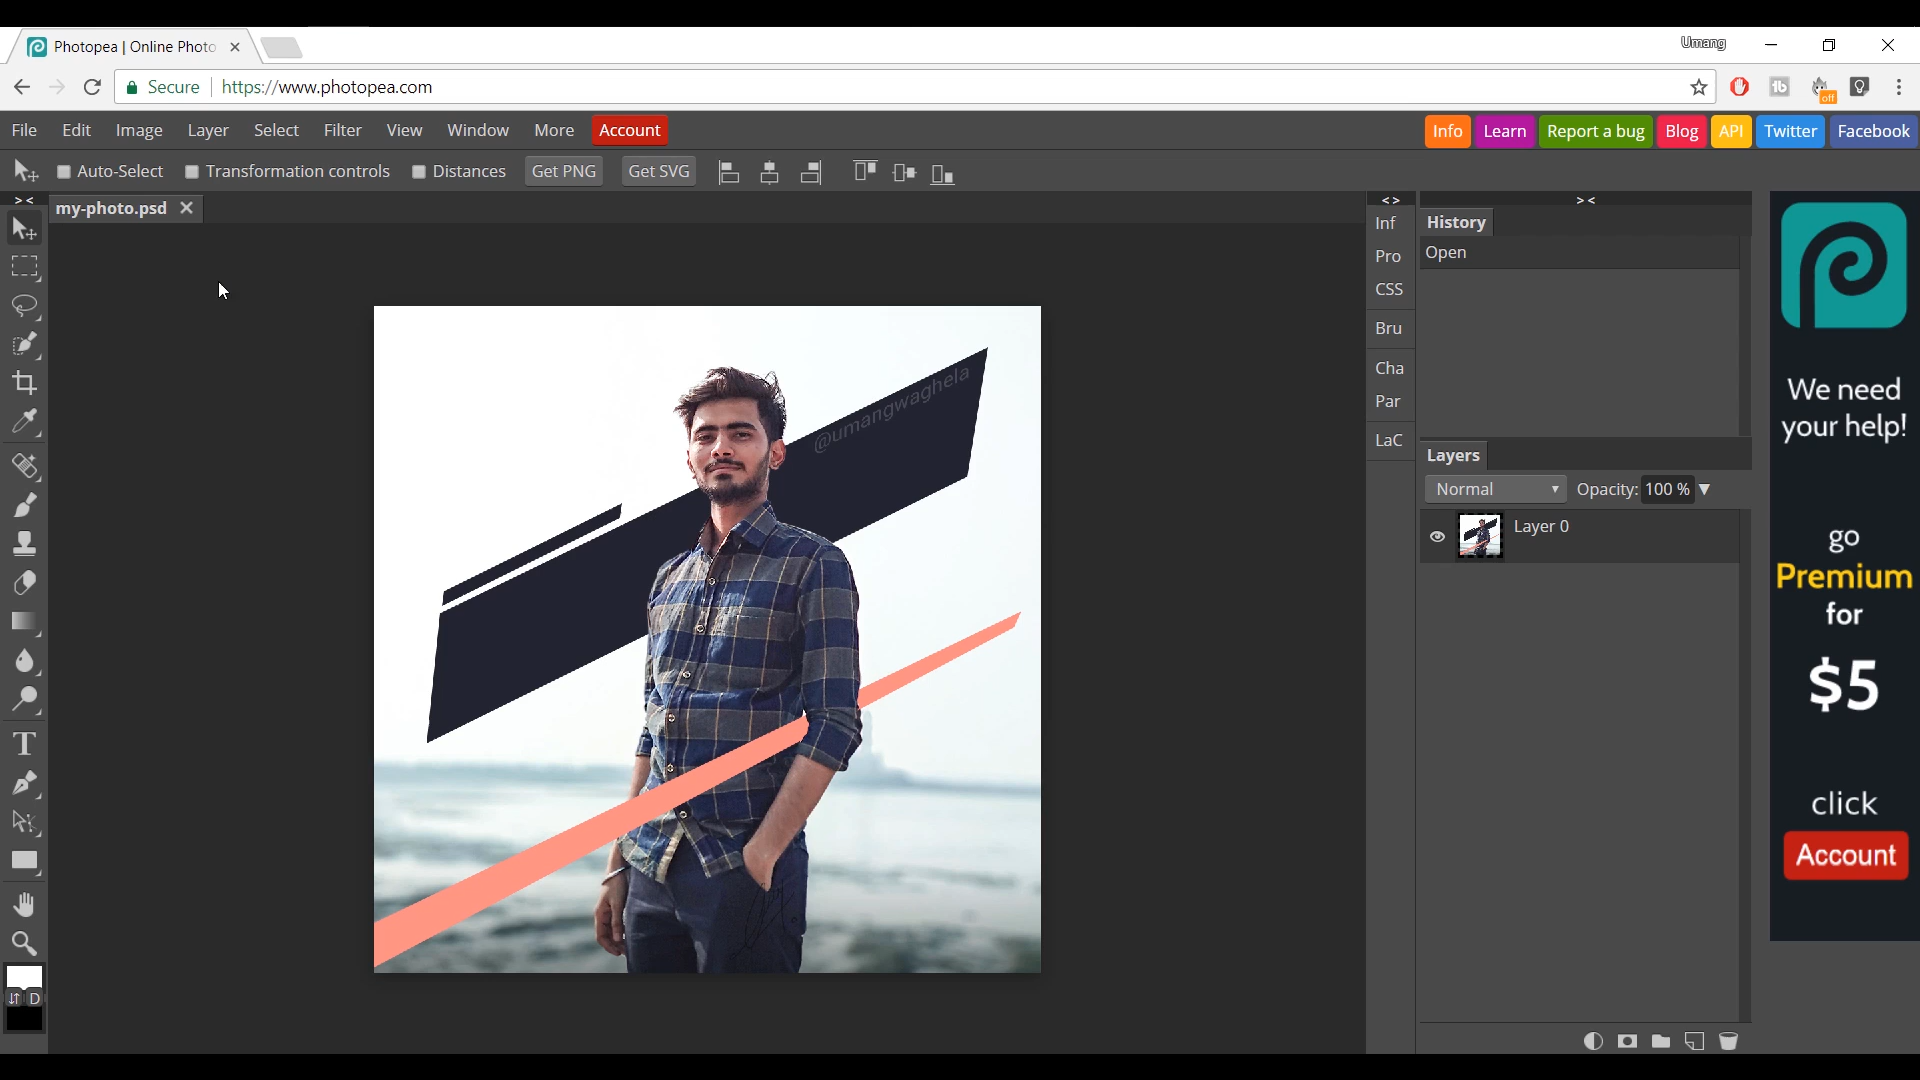 Photopea | Online Photo
Umang
Secure https://www.photopea.com
off
File Edit Image Layer Select Filter View Window More Account
Info Learn Report a bug Blog API Twitter Facebook
Auto-Select Transformation controls Distances Get PNG Get SVG
> <
my-photo.psd
< >
> <
Inf
Pro
CSS
Bru
Cha
Par
LaC
History
Open
Layers
Normal Opacity: 100 %
Layer 0
@umangwaghela
T
D
We need
your help!
go
Premium
for
$5
click
Account